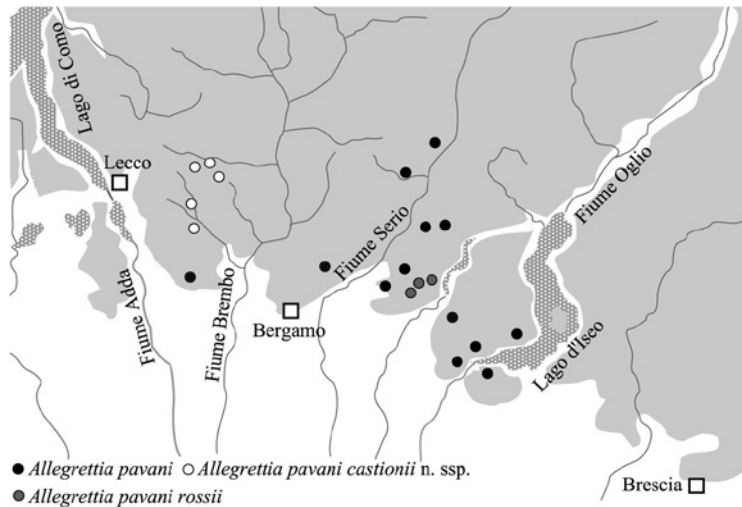 Lago di Como
Lecco
Fiume Adda
Fiume Brembo
Bergamo
Fiume Serio
Fiume Oglio
Lago d'Iseo
Brescia
Allegrettia pavani Allegrettia pavani castionii n. ssp.
Allegrettia pavani rossii